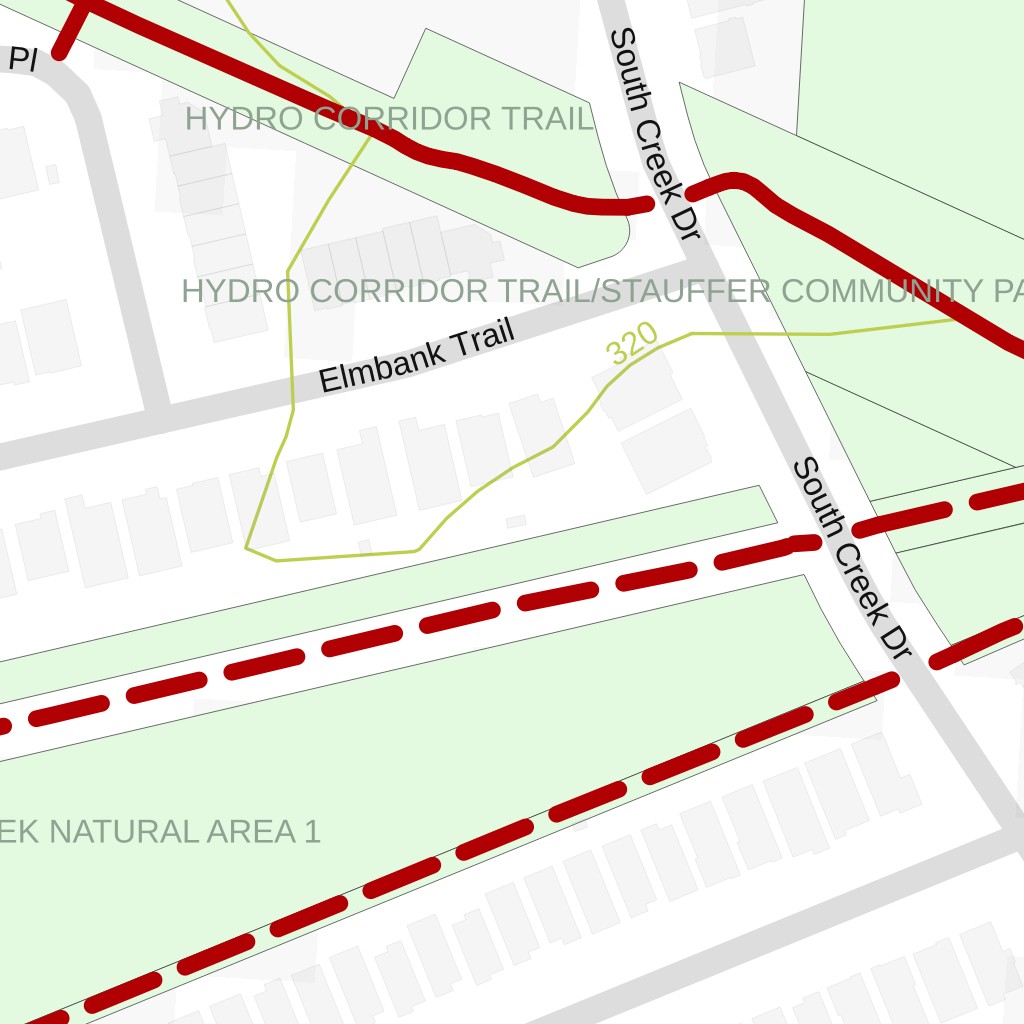 Pl
South Creek Dr
HYDRO CORRIDOR TRAIL
HYDRO CORRIDOR TRAIL/STAUFFER COMMUNITY PA
320
Elmbank Trail
South Creek Dr
EK NATURAL AREA 1